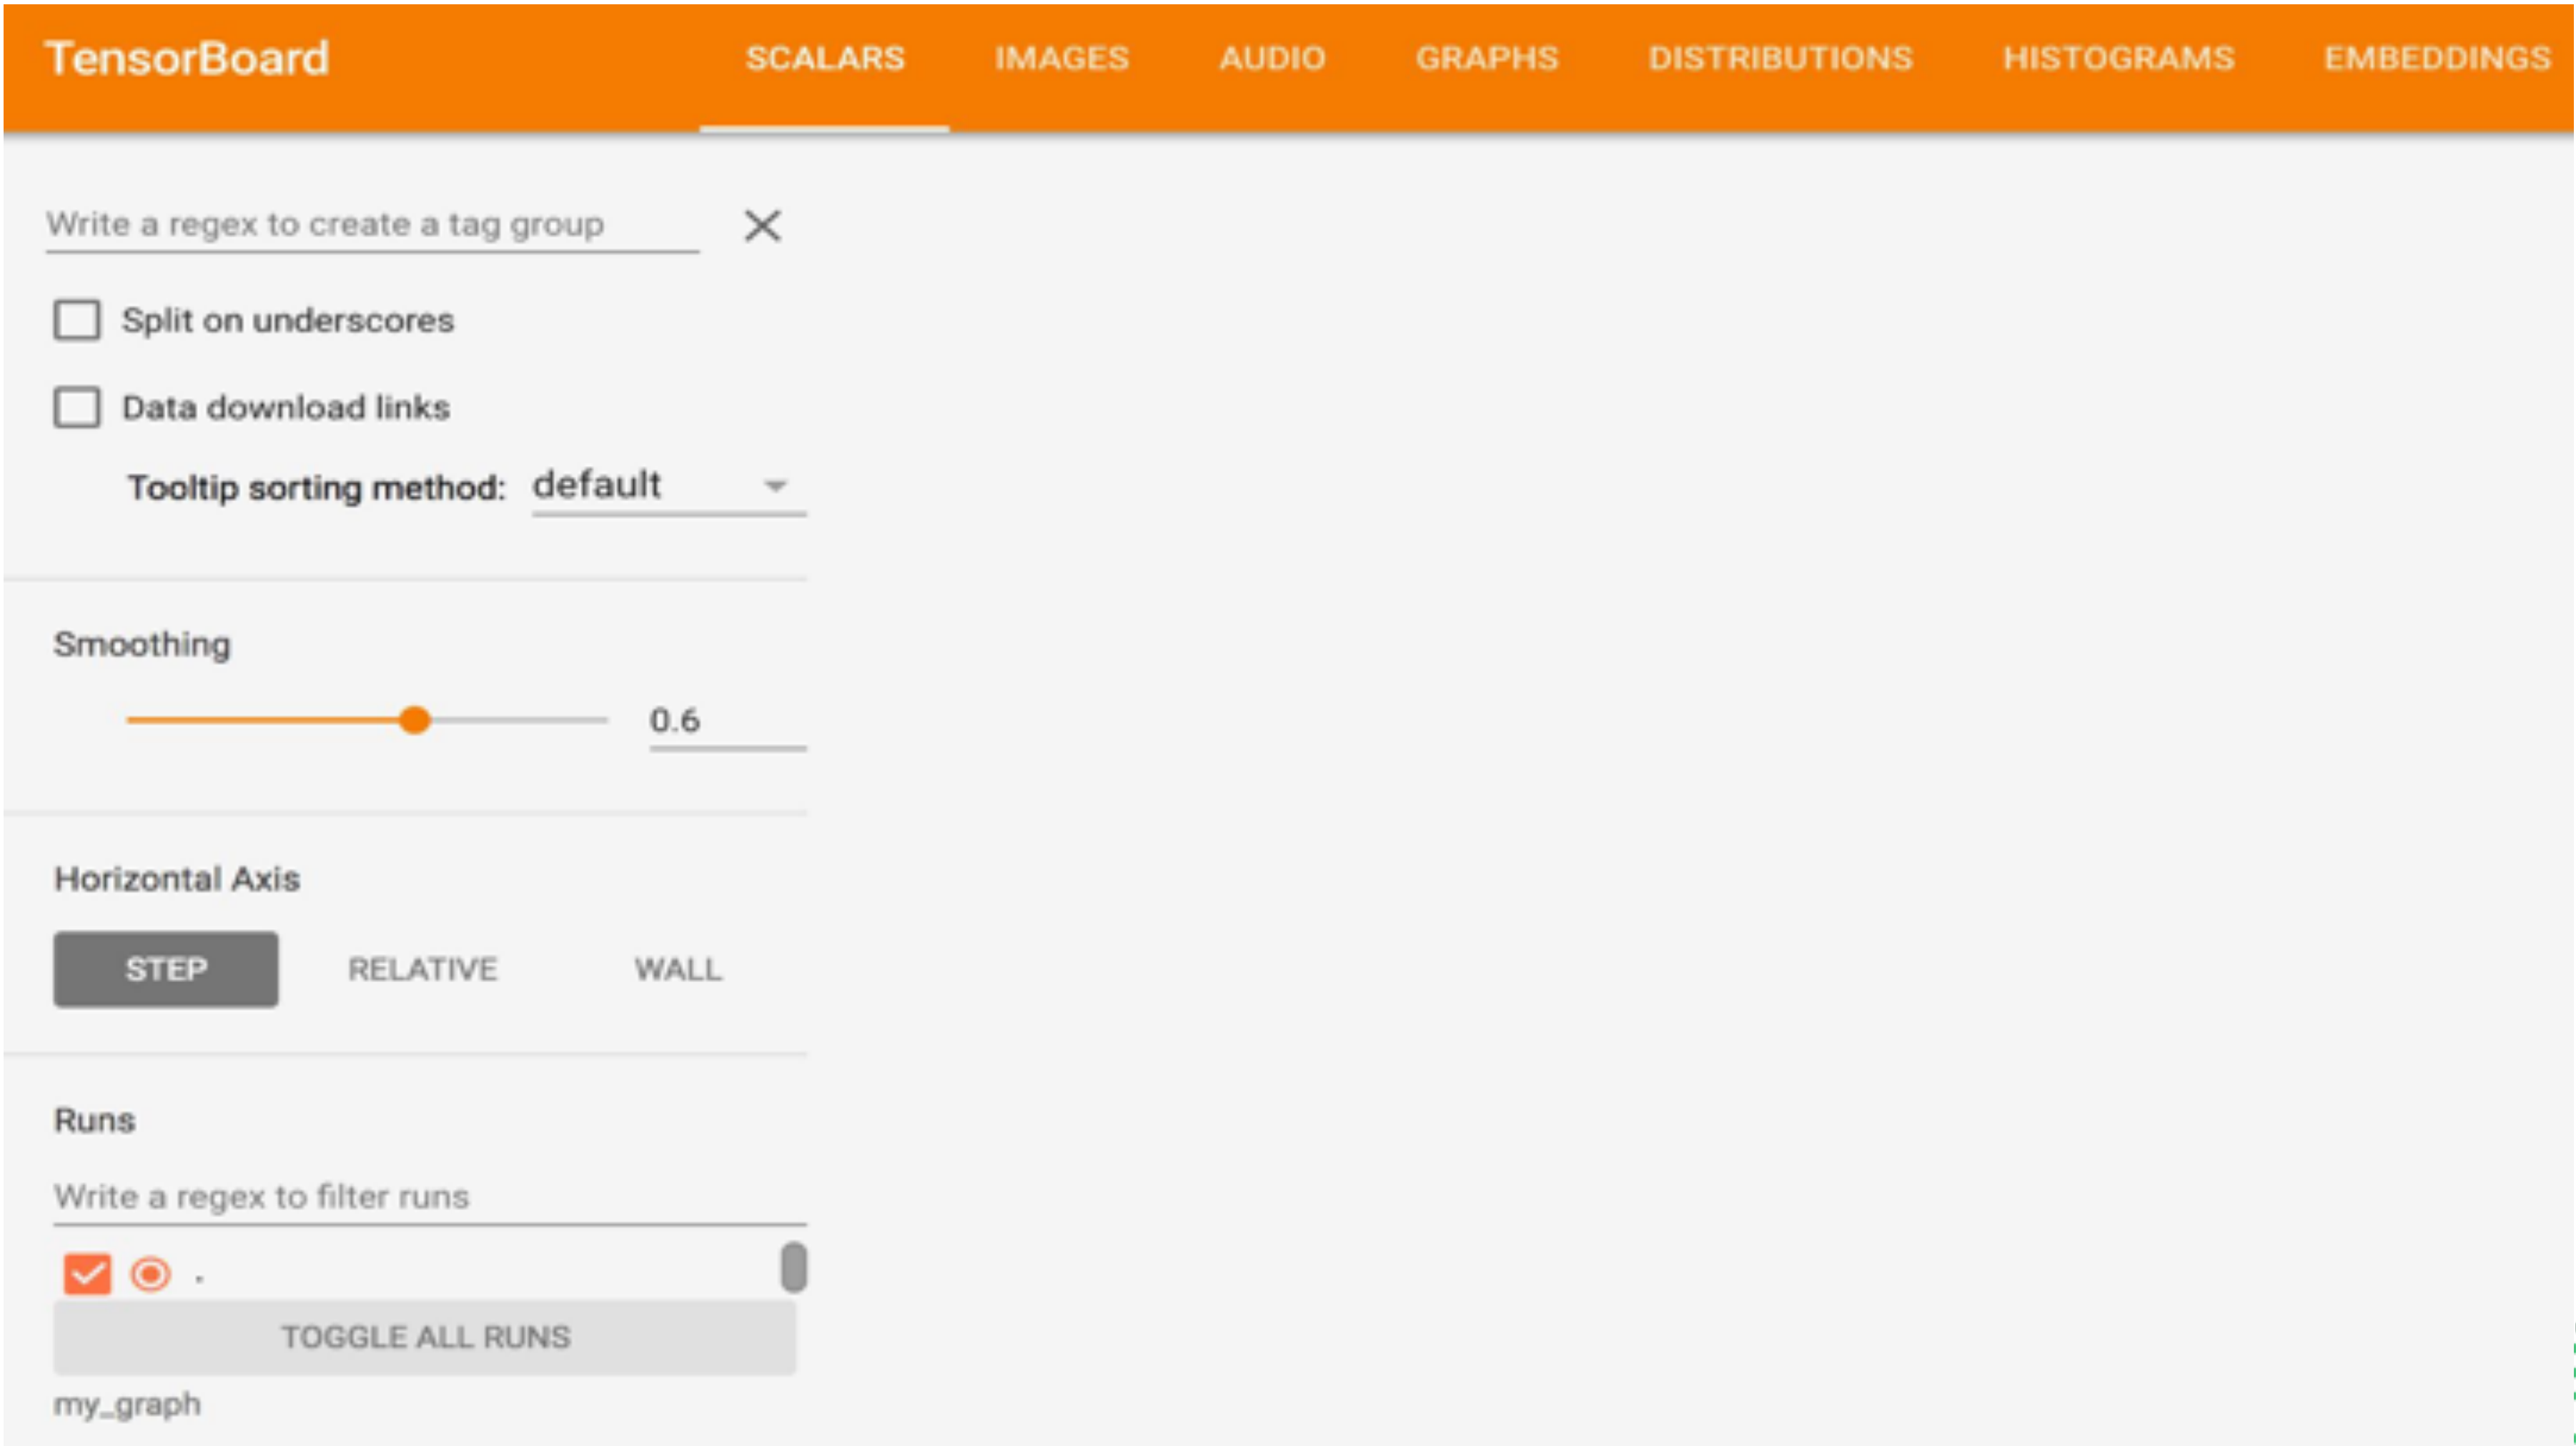 TensorBoard SCALARS IMAGES AUDIO GRAPHS DISTRIBUTIONS HISTOGRAMS EMBEDDINGS
Write a regex to create a tag group
Split on underscores
Data download links
Tooltip sorting method: default
Smoothing
0.6
Horizontal Axis
STEP RELATIVE WALL
Runs
Write a regex to filter runs
.
TOGGLE ALL RUNS
my_graph